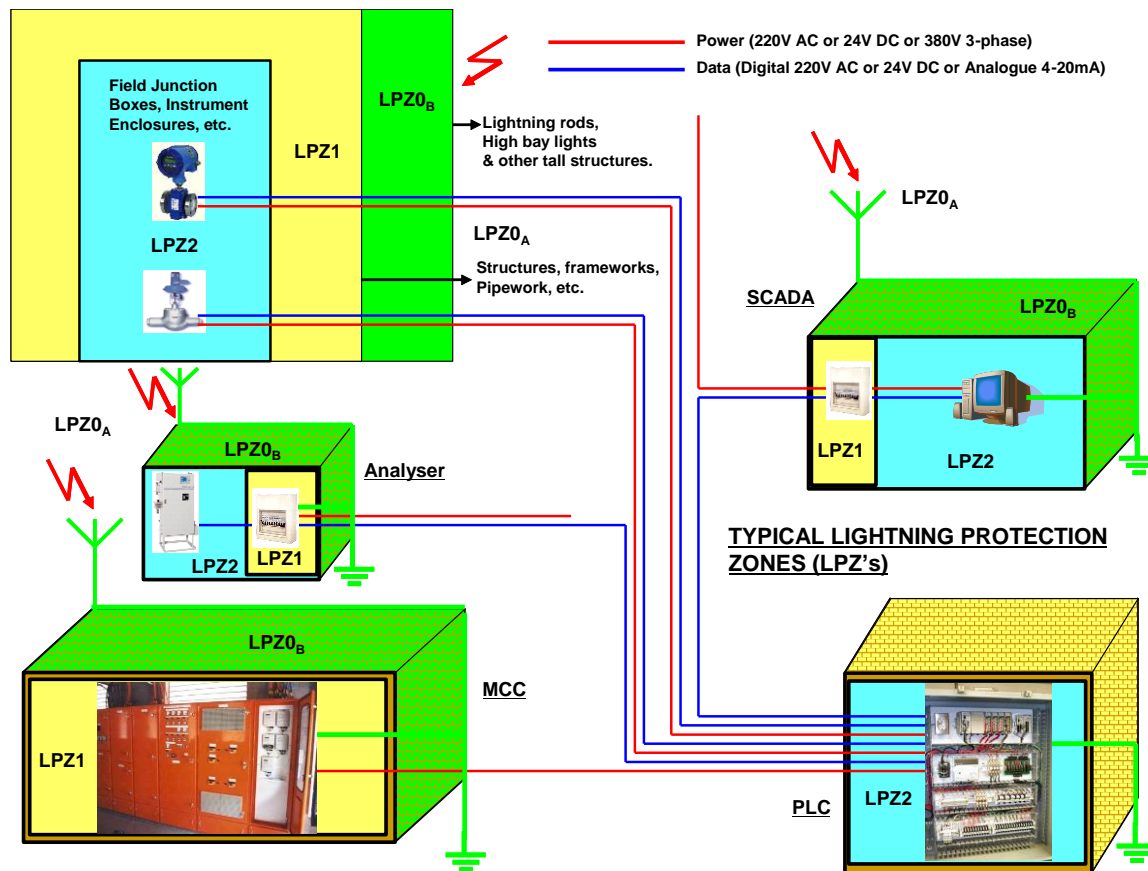 Power (220V AC or 24V DC or 380V 3-phase)
Data (Digital 220V AC or 24V DC or Analogue 4-20mA)
Field Junction
Boxes, Instrument
Enclosures, etc.
LPZ0B
LPZ1
LPZ2
Lightning rods,
High bay lights
& other tall structures.
LPZ0A
Structures, frameworks,
Pipework, etc.
LPZ0A
SCADA
LPZ0B
LPZ1
LPZ2
LPZ0A
LPZ0B
Analyser
LPZ2
LPZ1
TYPICAL LIGHTNING PROTECTION
ZONES (LPZ's)
LPZ0B
MCC
LPZ1
PLC
LPZ2